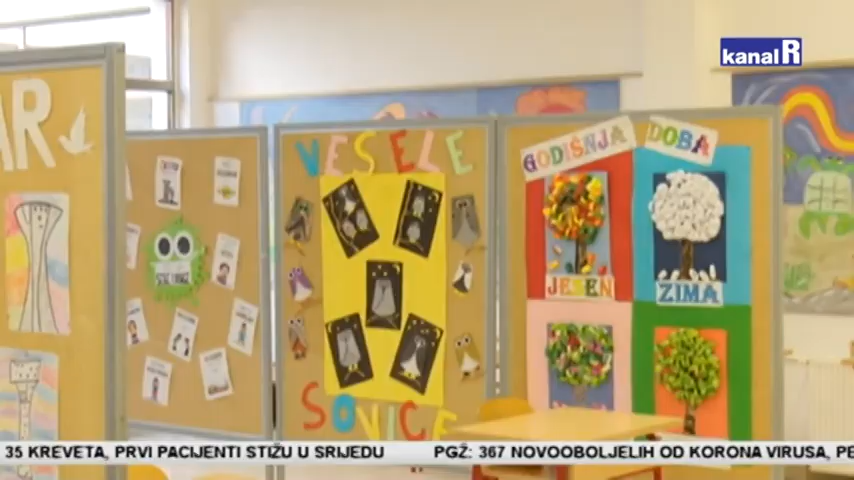 kanal R
AR
VESELE
SOVICE
GODIŠNJA DOBA
JESEN
ZIMA
35 KREVETA, PRVI PACIJENTI STIŽU U SRIJEDU
PGŽ: 367 NOVOOBOLJELIH OD KORONA VIRUSA, PE